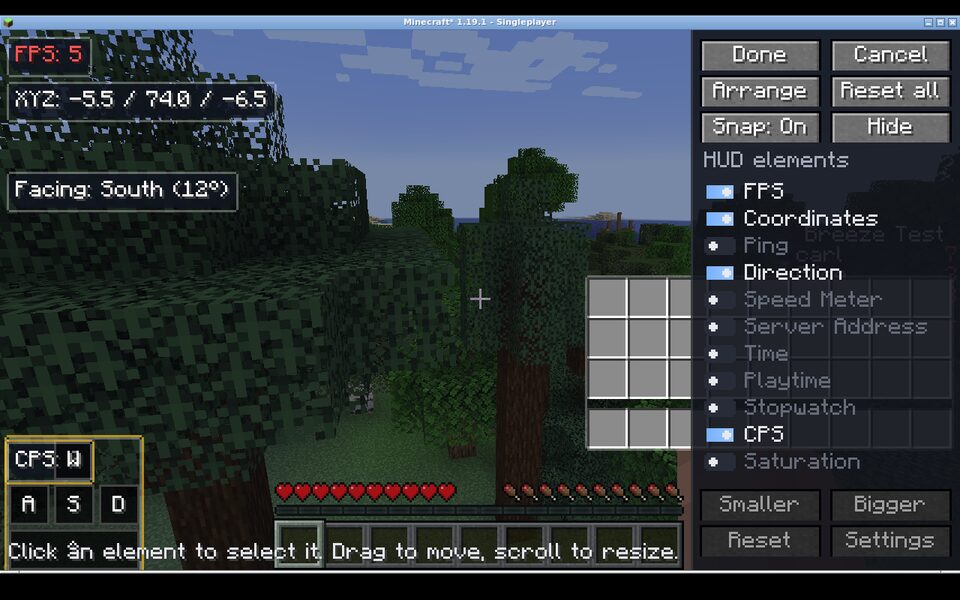 Minecraft* 1.19.1 - Singleplayer
FPS: 5
XYZ: -5.5 / 74.0 / -6.5
Facing: South (12°)
Done
Cancel
Arrange
Reset all
Snap: On
Hide
HUD elements
FPS
Coordinates
Breeze Test
Ping
carl
Direction
Speed Meter
Server Address
Time
Playtime
Stopwatch
CPS
Saturation
CPS W
A S D
Click an element to select it. Drag to move, scroll to resize.
Smaller
Bigger
Reset
Settings